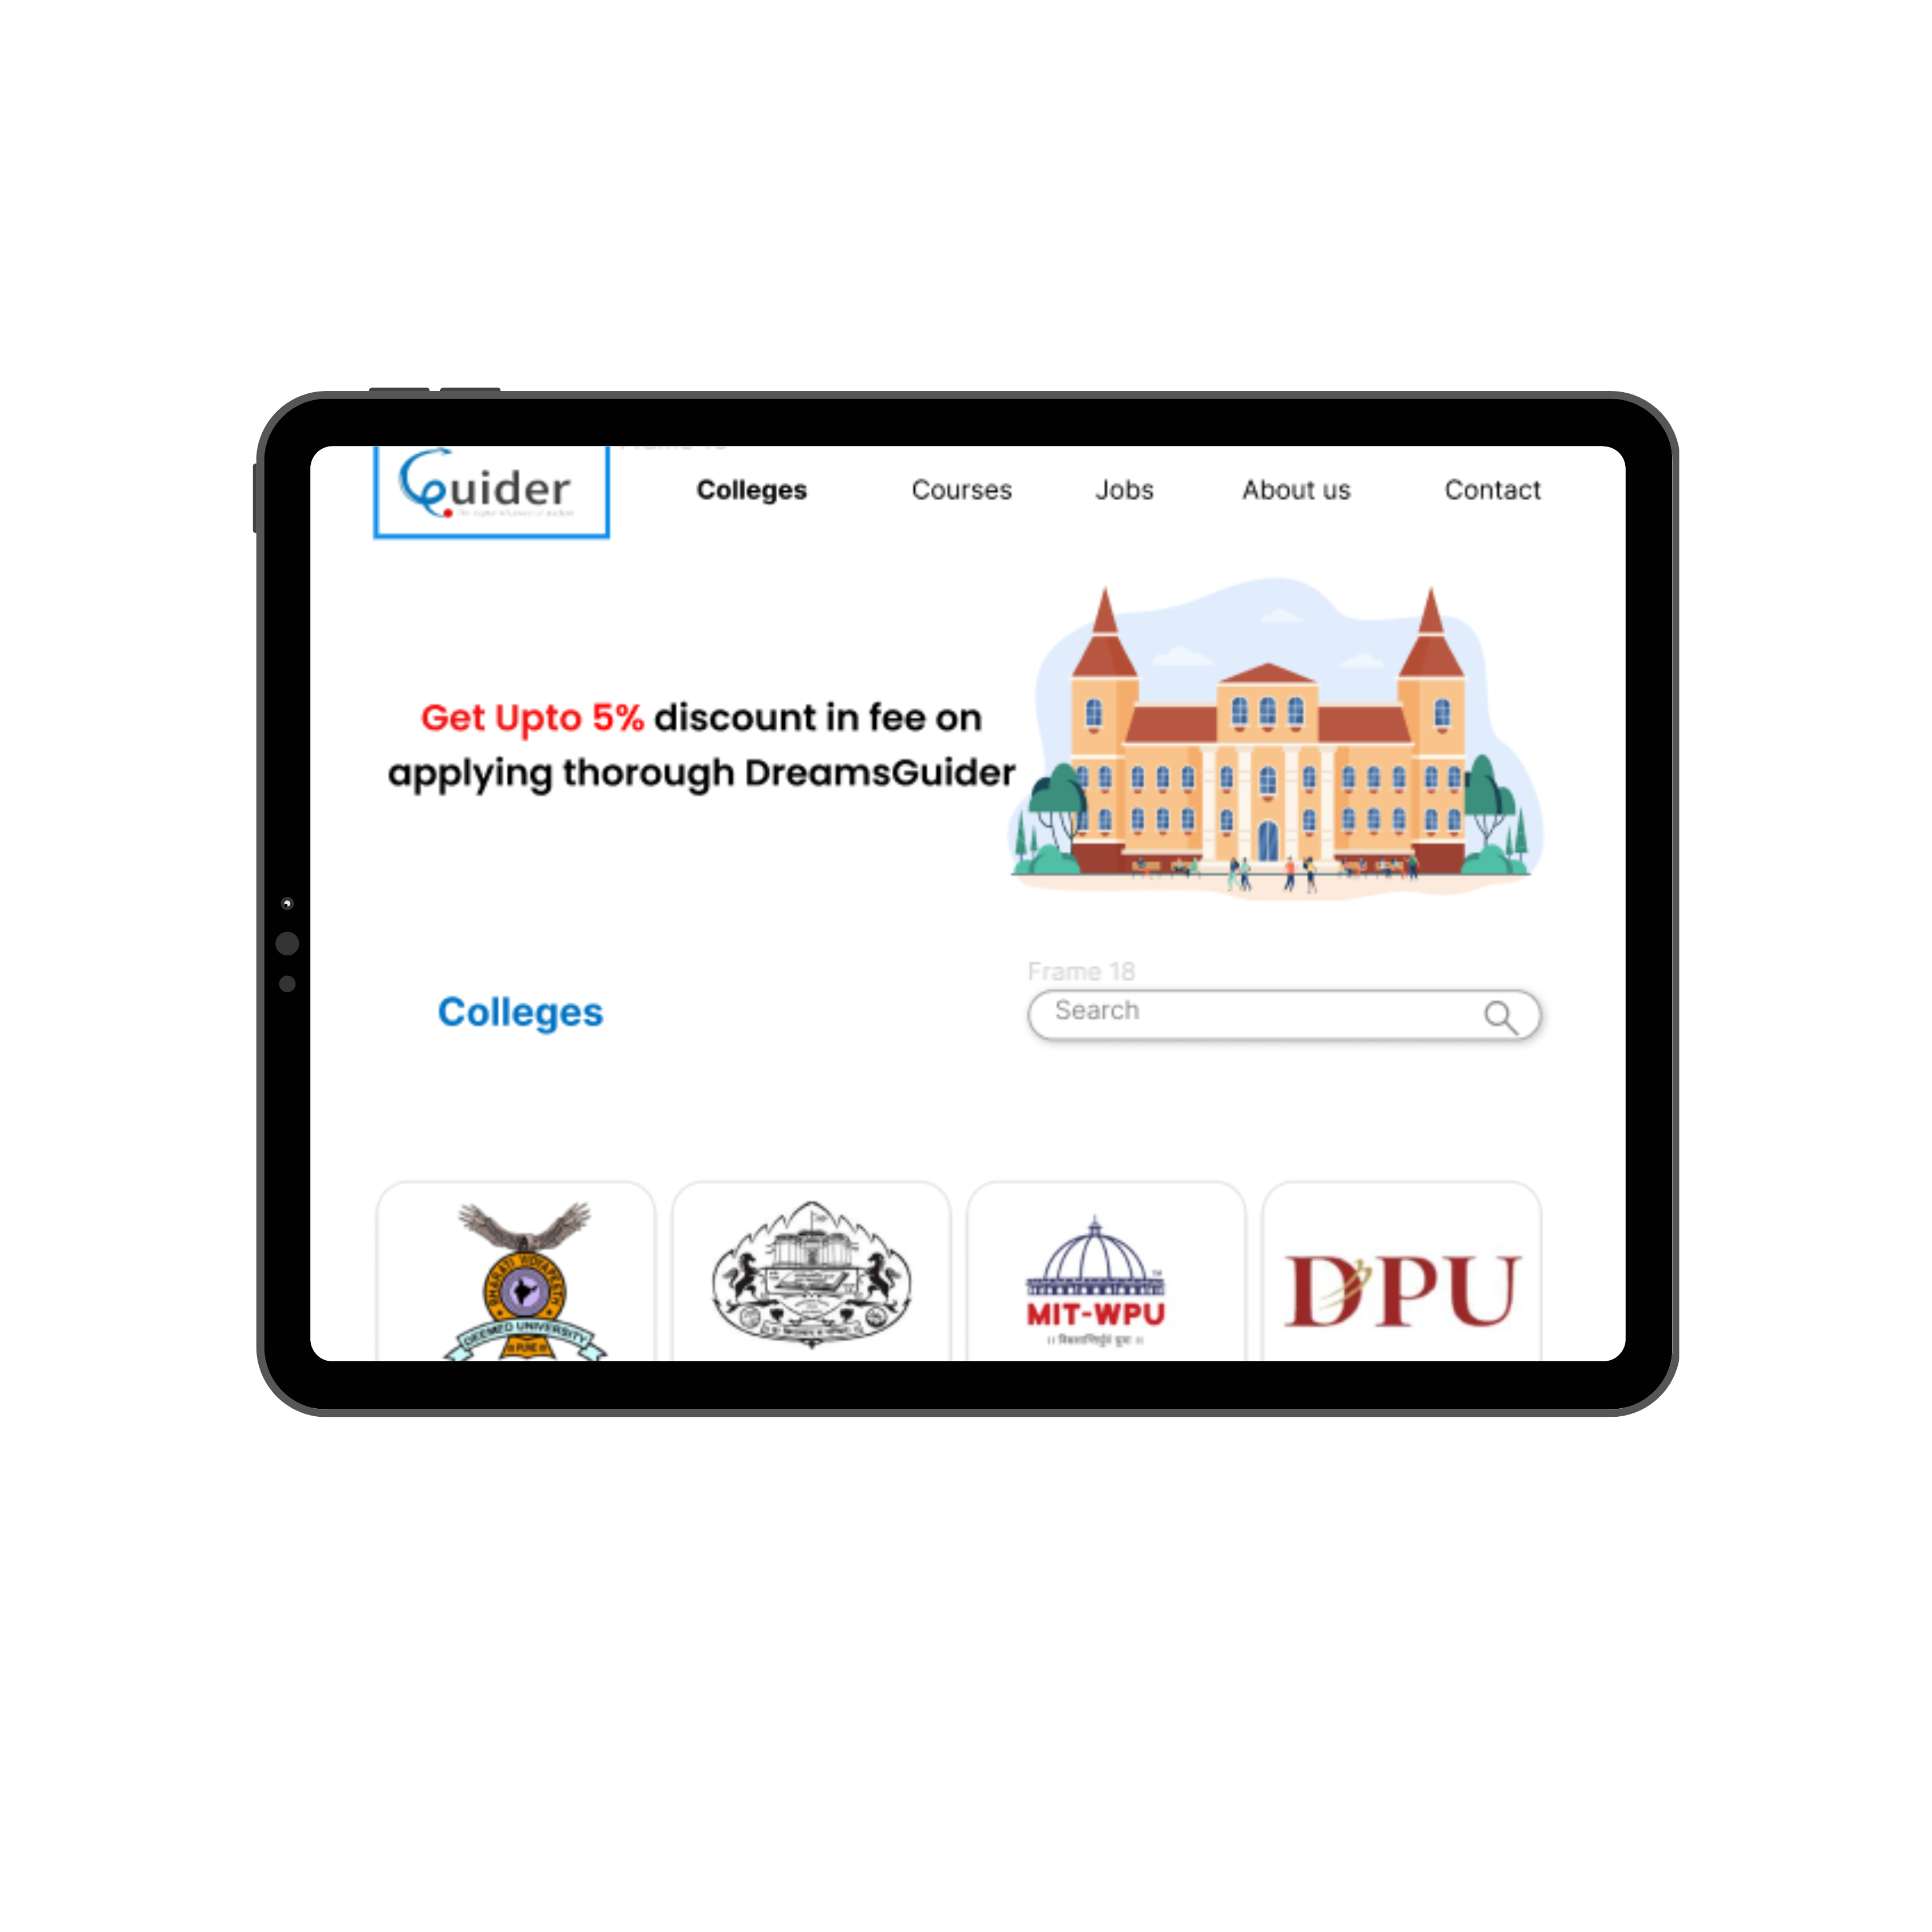 Guider
Colleges
Courses
Jobs
About us
Contact
Get Upto 5% discount in fee on
applying thorough DreamsGuider
Frame 18
Colleges
Search
BHARATI VIDYAPEETH
DEEMED UNIVERSITY
PUNE
MIT-WPU
TM
DPU